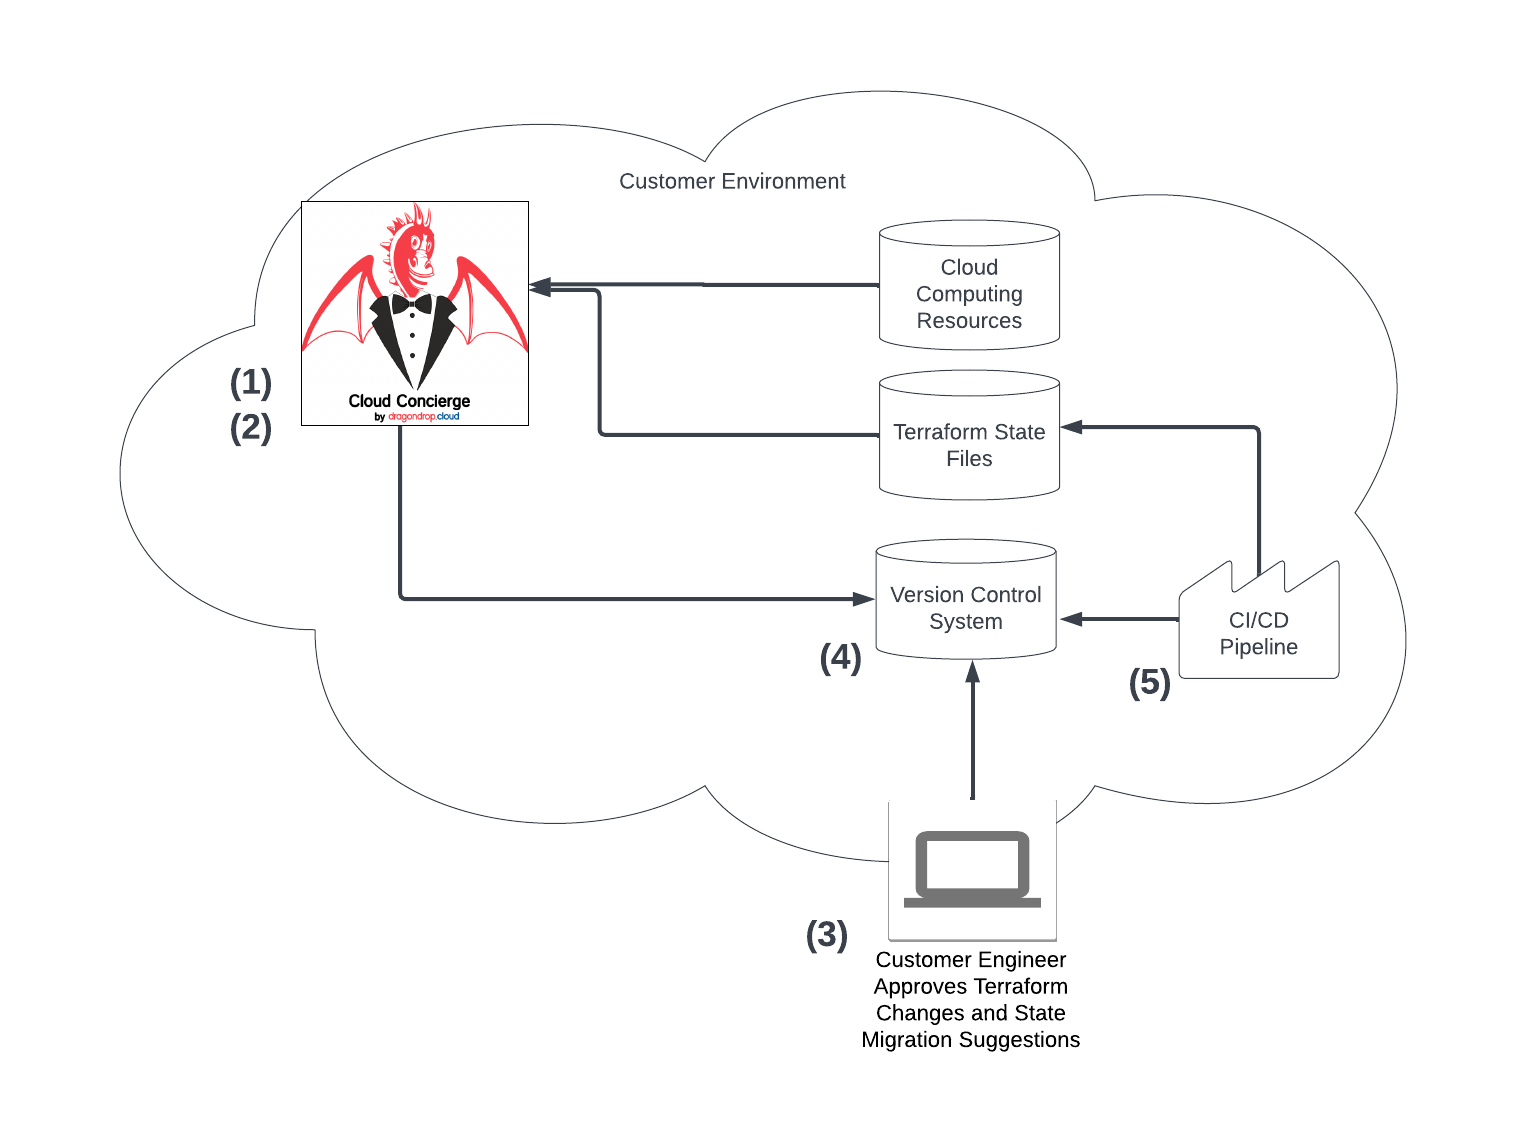 Customer Environment
Cloud
Computing
Resources
(1)
(2)
Cloud Concierge
by dragondrop.cloud
Terraform State
Files
Version Control
System
(4)
CI/CD
Pipeline
(5)
(3)
Customer Engineer
Approves Terraform
Changes and State
Migration Suggestions